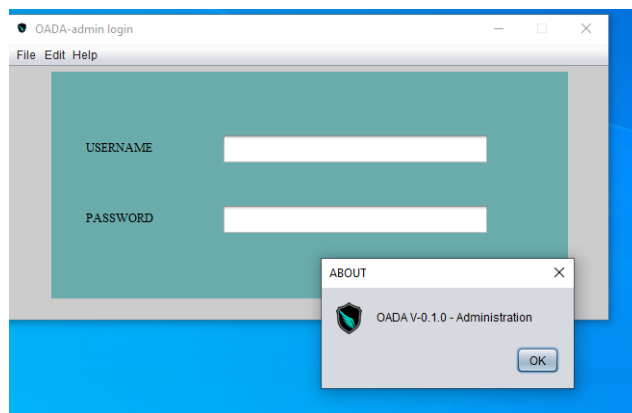 OADA-admin login
File Edit Help
USERNAME
PASSWORD
ABOUT
OADA V-0.1.0 - Administration
OK